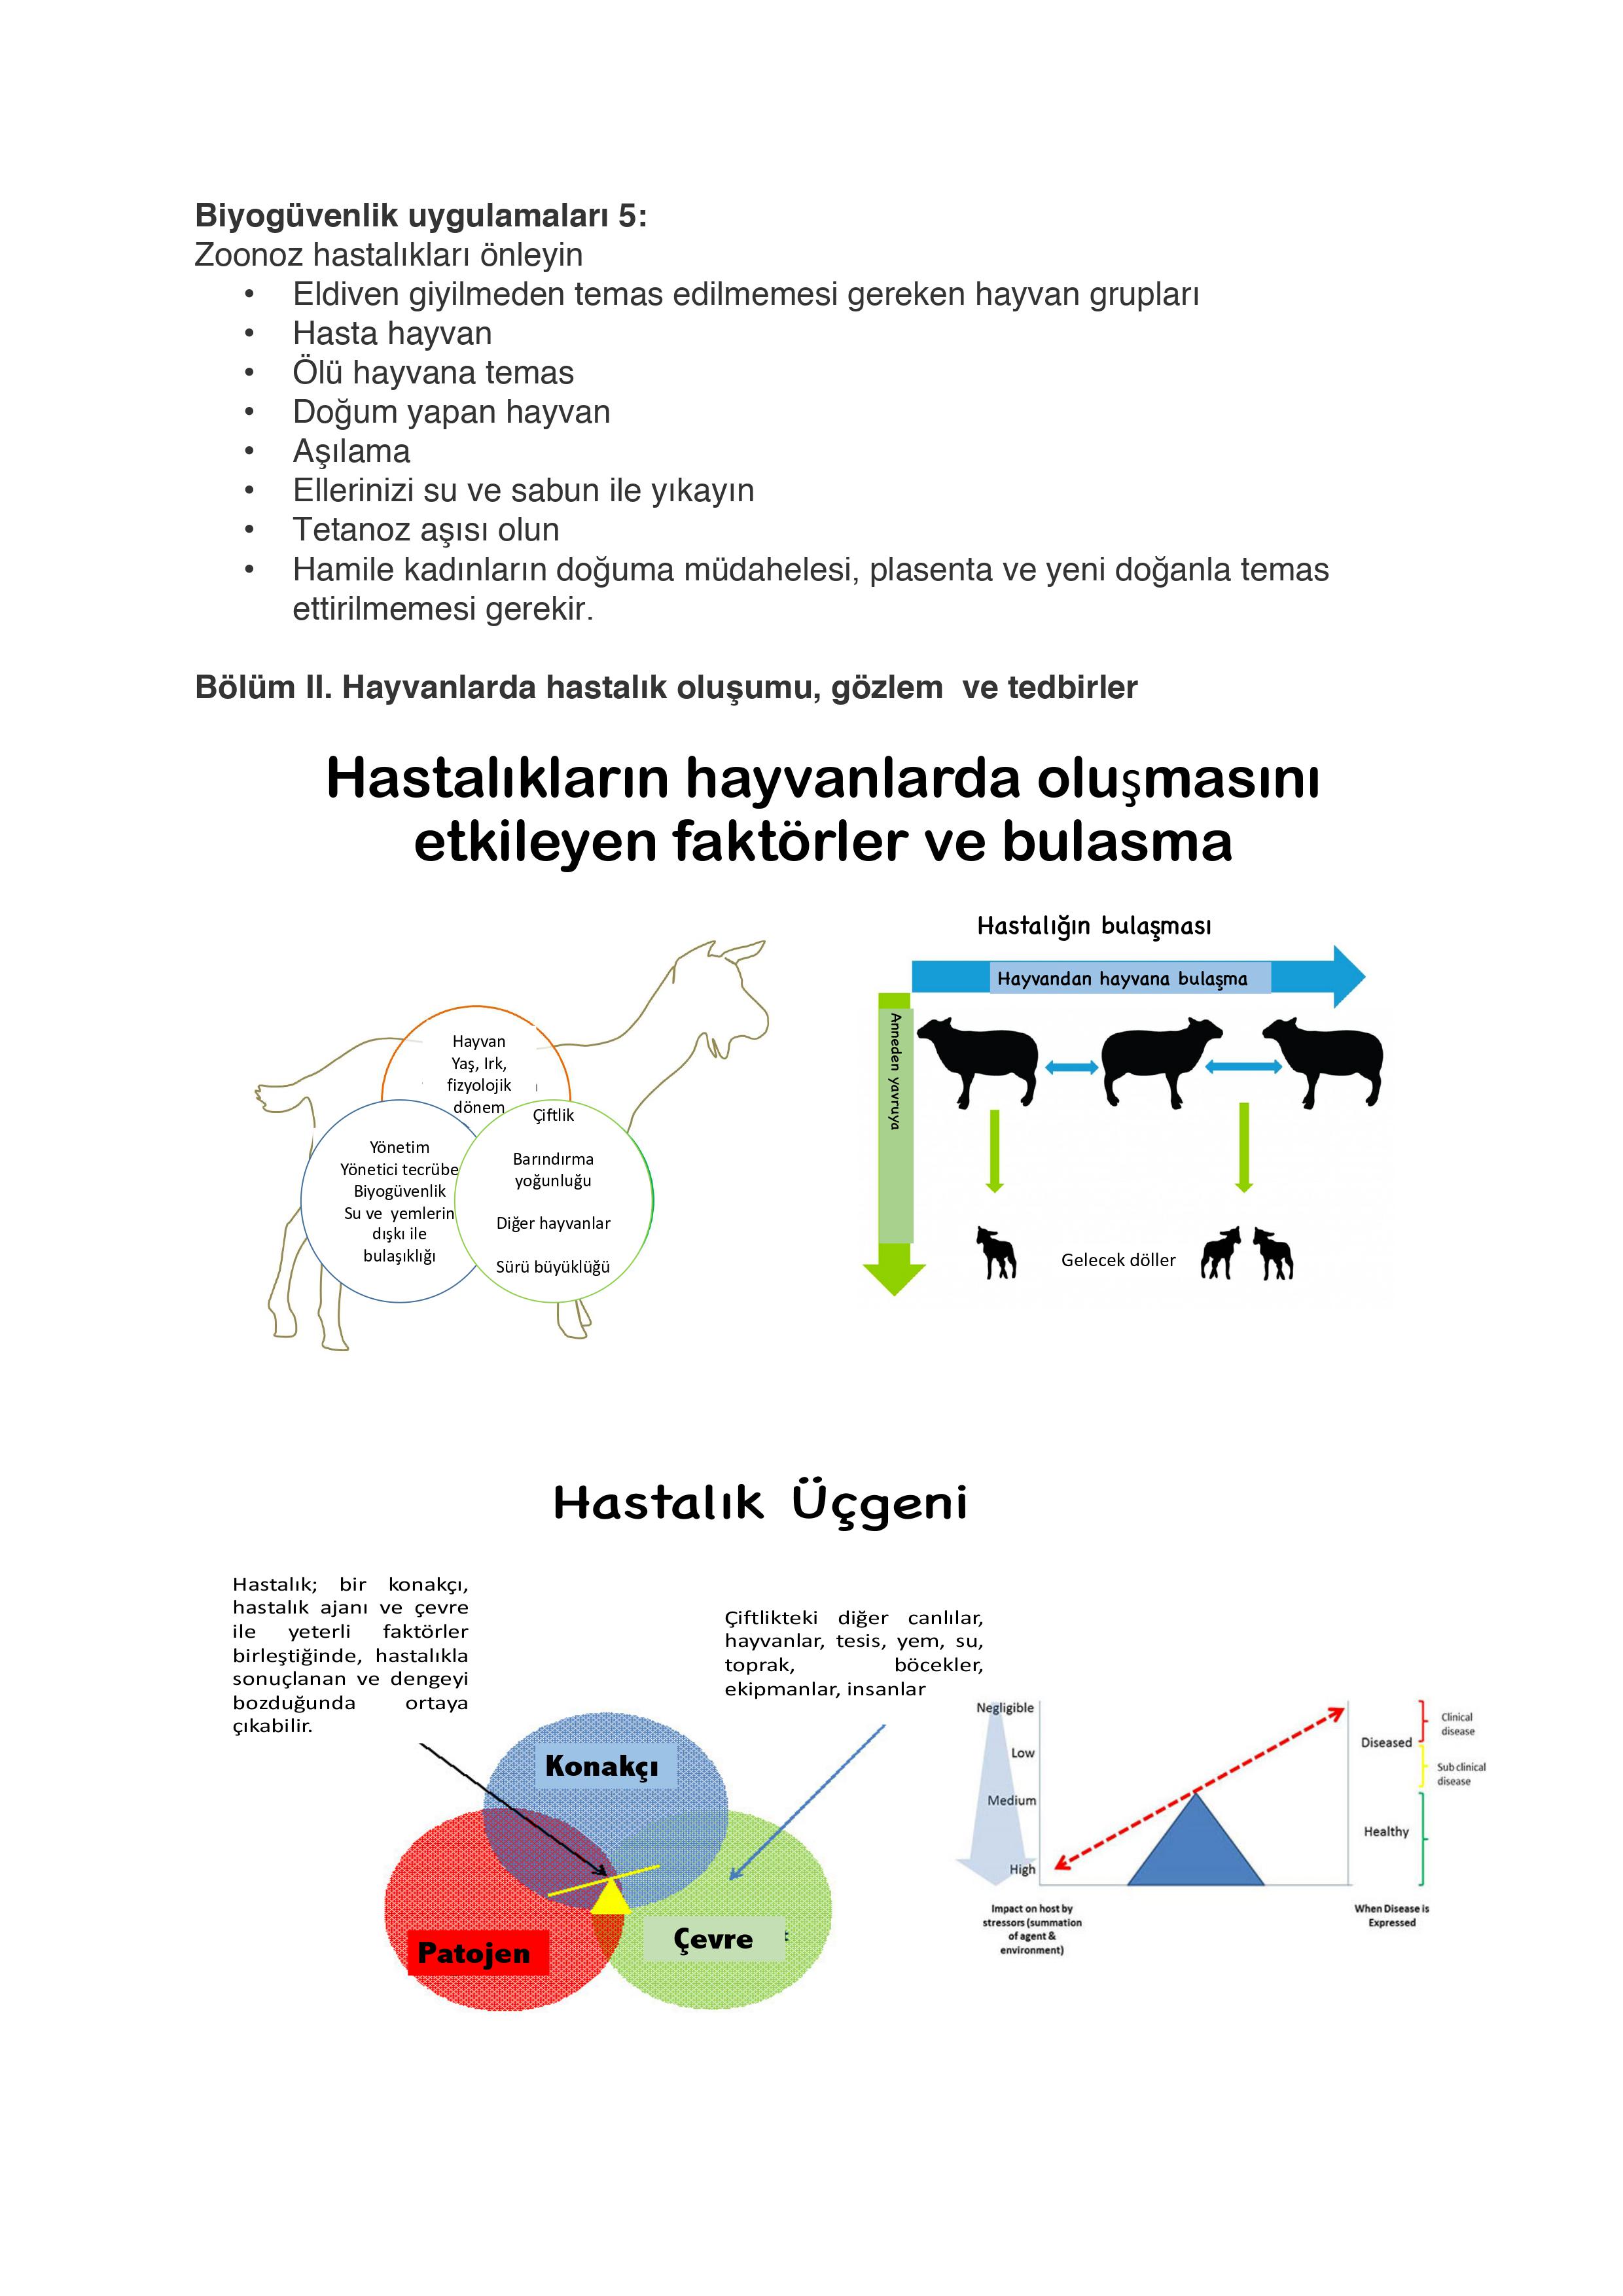 Biyogüvenlik uygulamaları 5:
Zoonoz hastalıkları önleyin
• Eldiven giyilmeden temas edilmemesi gereken hayvan grupları
• Hasta hayvan
• Ölü hayvana temas
• Doğum yapan hayvan
• Aşılama
• Ellerinizi su ve sabun ile yıkayın
• Tetanoz aşısı olun
• Hamile kadınların doğuma müdahelesi, plasenta ve yeni doğanla temas
ettirilmemesi gerekir.
Bölüm II. Hayvanlarda hastalık oluşumu, gözlem  ve tedbirler
Hastalıkların hayvanlarda oluşmasını
etkileyen faktörler ve bulasma
Hayvan
Yaş, Irk,
fizyolojik
dönem
Yönetim
Yönetici tecrübe
Biyogüvenlik
Su ve  yemlerin
dışkı ile
bulaşıklığı
Çiftlik
Barındırma
yoğunluğu
Diğer hayvanlar
Sürü büyüklüğü
Hastalığın bulaşması
Hayvandan hayvana bulaşma
Anneden yavruya
Gelecek döller
Hastalık Üçgeni
Hastalık; bir konakçı,
hastalık ajanı ve çevre
ile yeterli faktörler
birleştiğinde, hastalıkla
sonuçlanan ve dengeyi
bozduğunda ortaya
çıkabilir.
Çiftlikteki diğer canlılar,
hayvanlar, tesis, yem, su,
toprak, böcekler,
ekipmanlar, insanlar
Konakçı
Patojen
Çevre
Negligible
Low
Medium
High
Impact on host by
stressors (summation
of agent &
environment)
Diseased
Healthy
Clinical
disease
Sub clinical
disease
When Disease is
Expressed